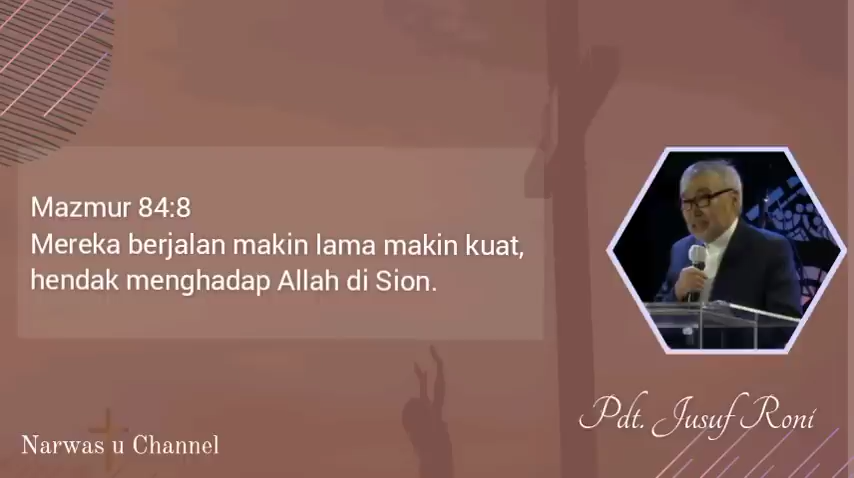 Mazmur 84:8
Mereka berjalan makin lama makin kuat,
hendak menghadap Allah di Sion.
Pdt. Jusuf Roni
Narwas u Channel